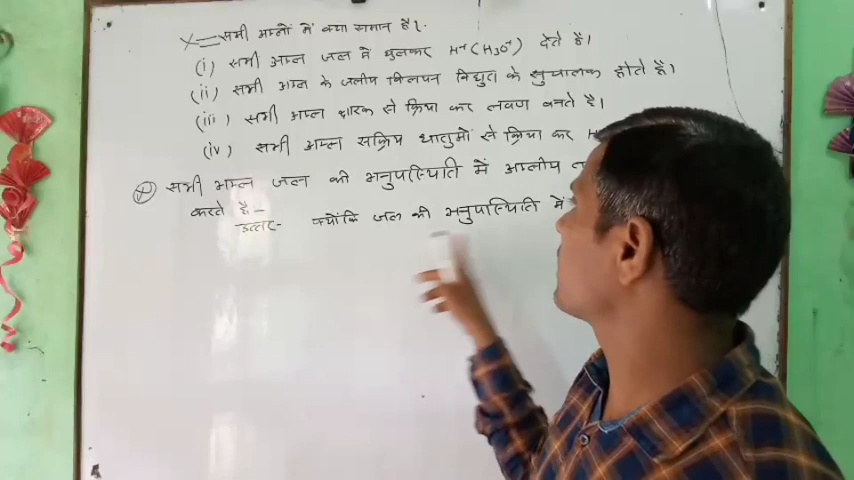 सभी अम्लों में क्या समान है।
(i) सभी अम्ल जल में घुलकर H⁺(H₃O⁺) देते है।
(ii) सभी अम्ल के जलीय विलयन विद्युत के सुचालक होते है।
(iii) सभी अम्ल क्षारक से क्रिया कर लवण बनते है।
(iv) सभी अम्ल सक्रिय धातुओं से क्रिया कर H
सभी अम्ल जल की अनुपस्थिति में अम्लीय
करते है-
उत्तर- क्योंकि जल की अनुपस्थिति में